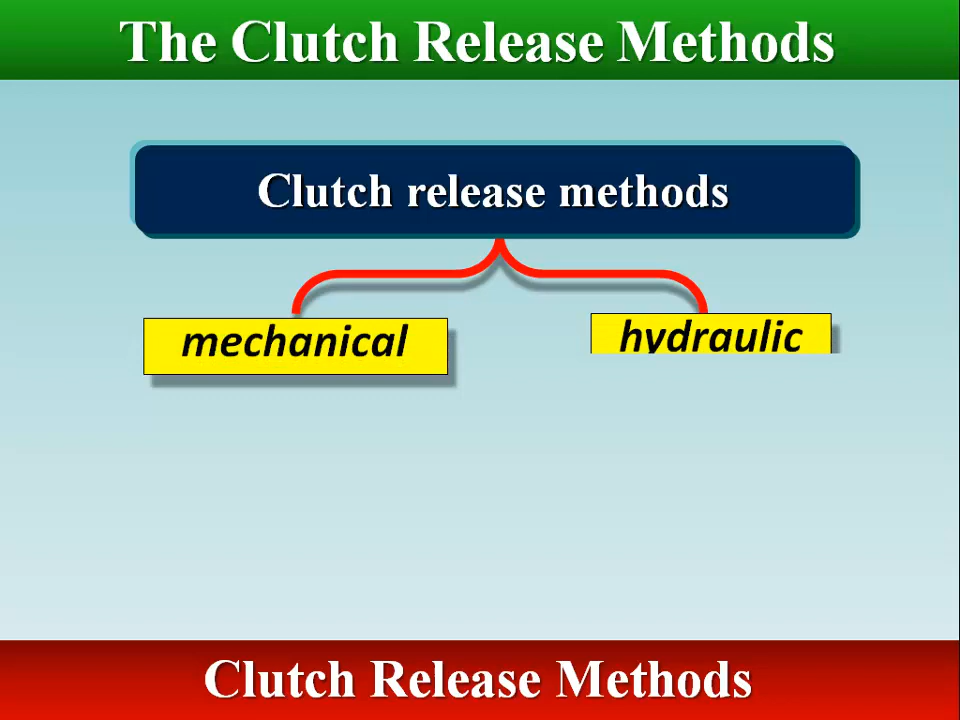 The Clutch Release Methods
Clutch release methods
mechanical
hydraulic
Clutch Release Methods